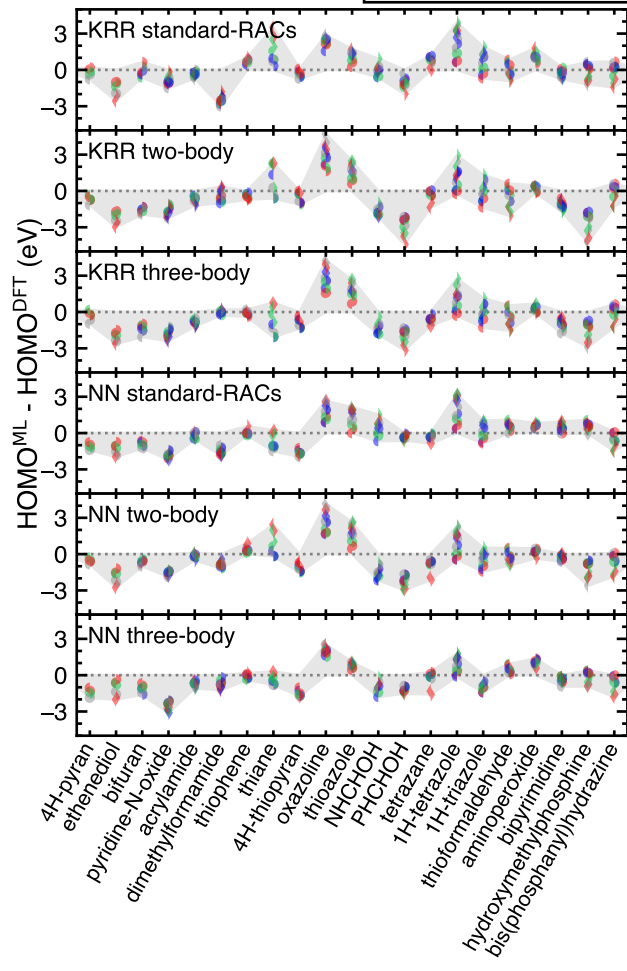 HOMO^ML - HOMO^DFT (eV)
KRR standard-RACs
3
0
−3
KRR two-body
3
0
−3
KRR three-body
3
0
−3
NN standard-RACs
3
0
−3
NN two-body
3
0
−3
NN three-body
3
0
−3
4H-pyran
ethenediol
bifuran
pyridine-N-oxide
acrylamide
dimethylformamide
thiophene
thiane
4H-thiopyran
oxazoline
thioazole
NHCHOH
PHCHOH
tetrazane
1H-tetrazole
1H-triazole
thioformaldehyde
aminoperoxide
bipyrimidine
hydroxymethylphosphine
bis(phosphanyl)hydrazine